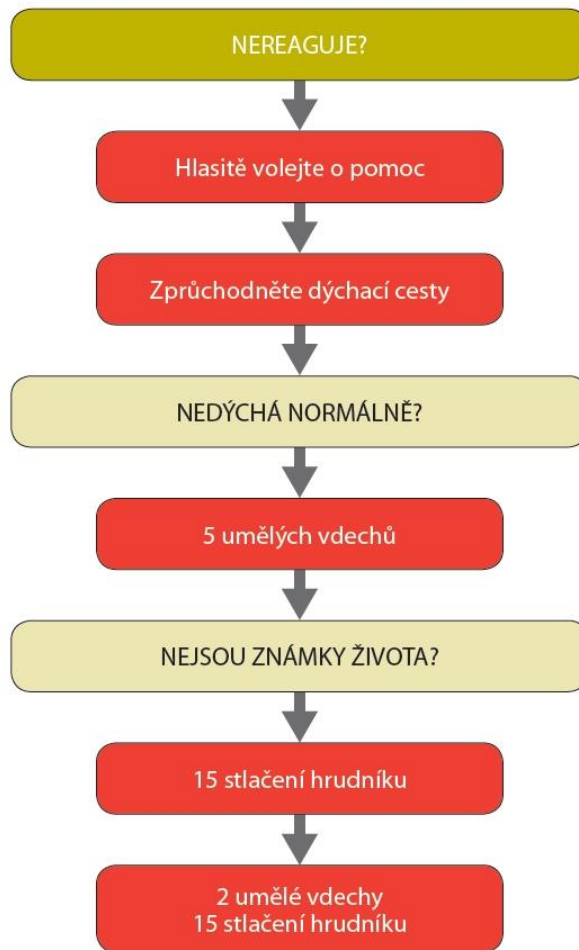 NEREAGUJE?
Hlasitě volejte o pomoc
Zprůchodněte dýchací cesty
NEDÝCHÁ NORMÁLNĚ?
5 umělých vdechů
NEJSOU ZNÁMKY ŽIVOTA?
15 stlačení hrudníku
2 umělé vdechy
15 stlačení hrudníku